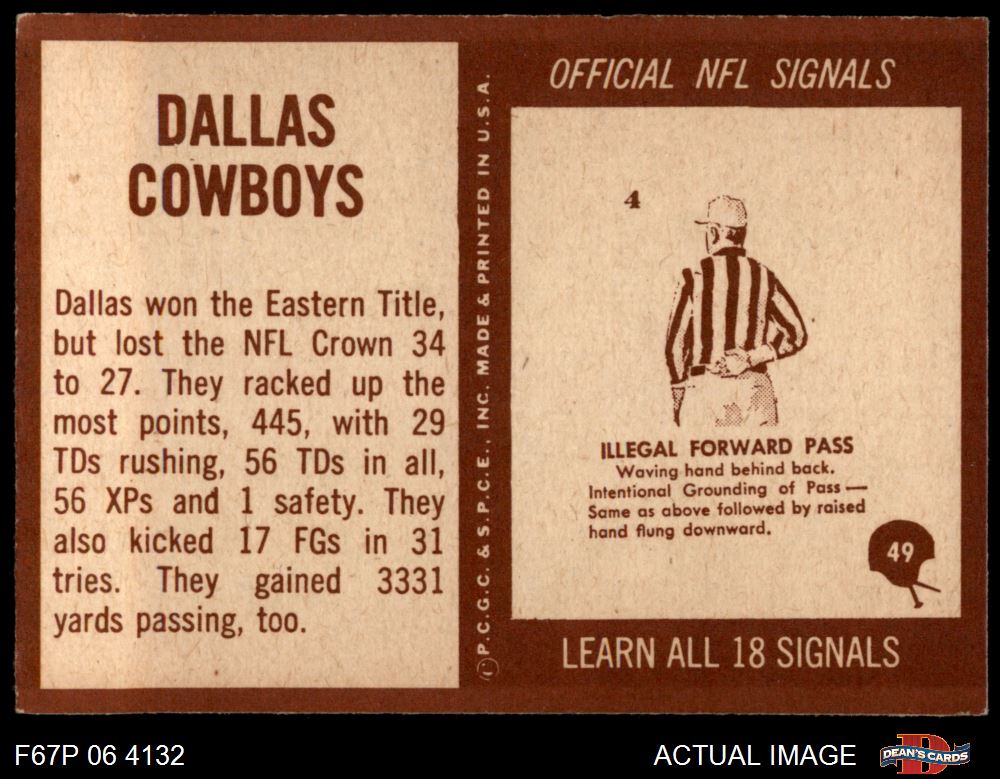 DALLAS
COWBOYS
Dallas won the Eastern Title,
but lost the NFL Crown 34
to 27. They racked up the
most points, 445, with 29
TDs rushing, 56 TDs in all,
56 XPs and 1 safety. They
also kicked 17 FGs in 31
tries. They gained 3331
yards passing, too.
©P.C.G.C. & S.P.C.E., INC. MADE & PRINTED IN U.S.A.
OFFICIAL NFL SIGNALS
4
ILLEGAL FORWARD PASS
Waving hand behind back.
Intentional Grounding of Pass —
Same as above followed by raised
hand flung downward.
49
LEARN ALL 18 SIGNALS
F67P 06 4132
ACTUAL IMAGE
DEAN'S CARDS